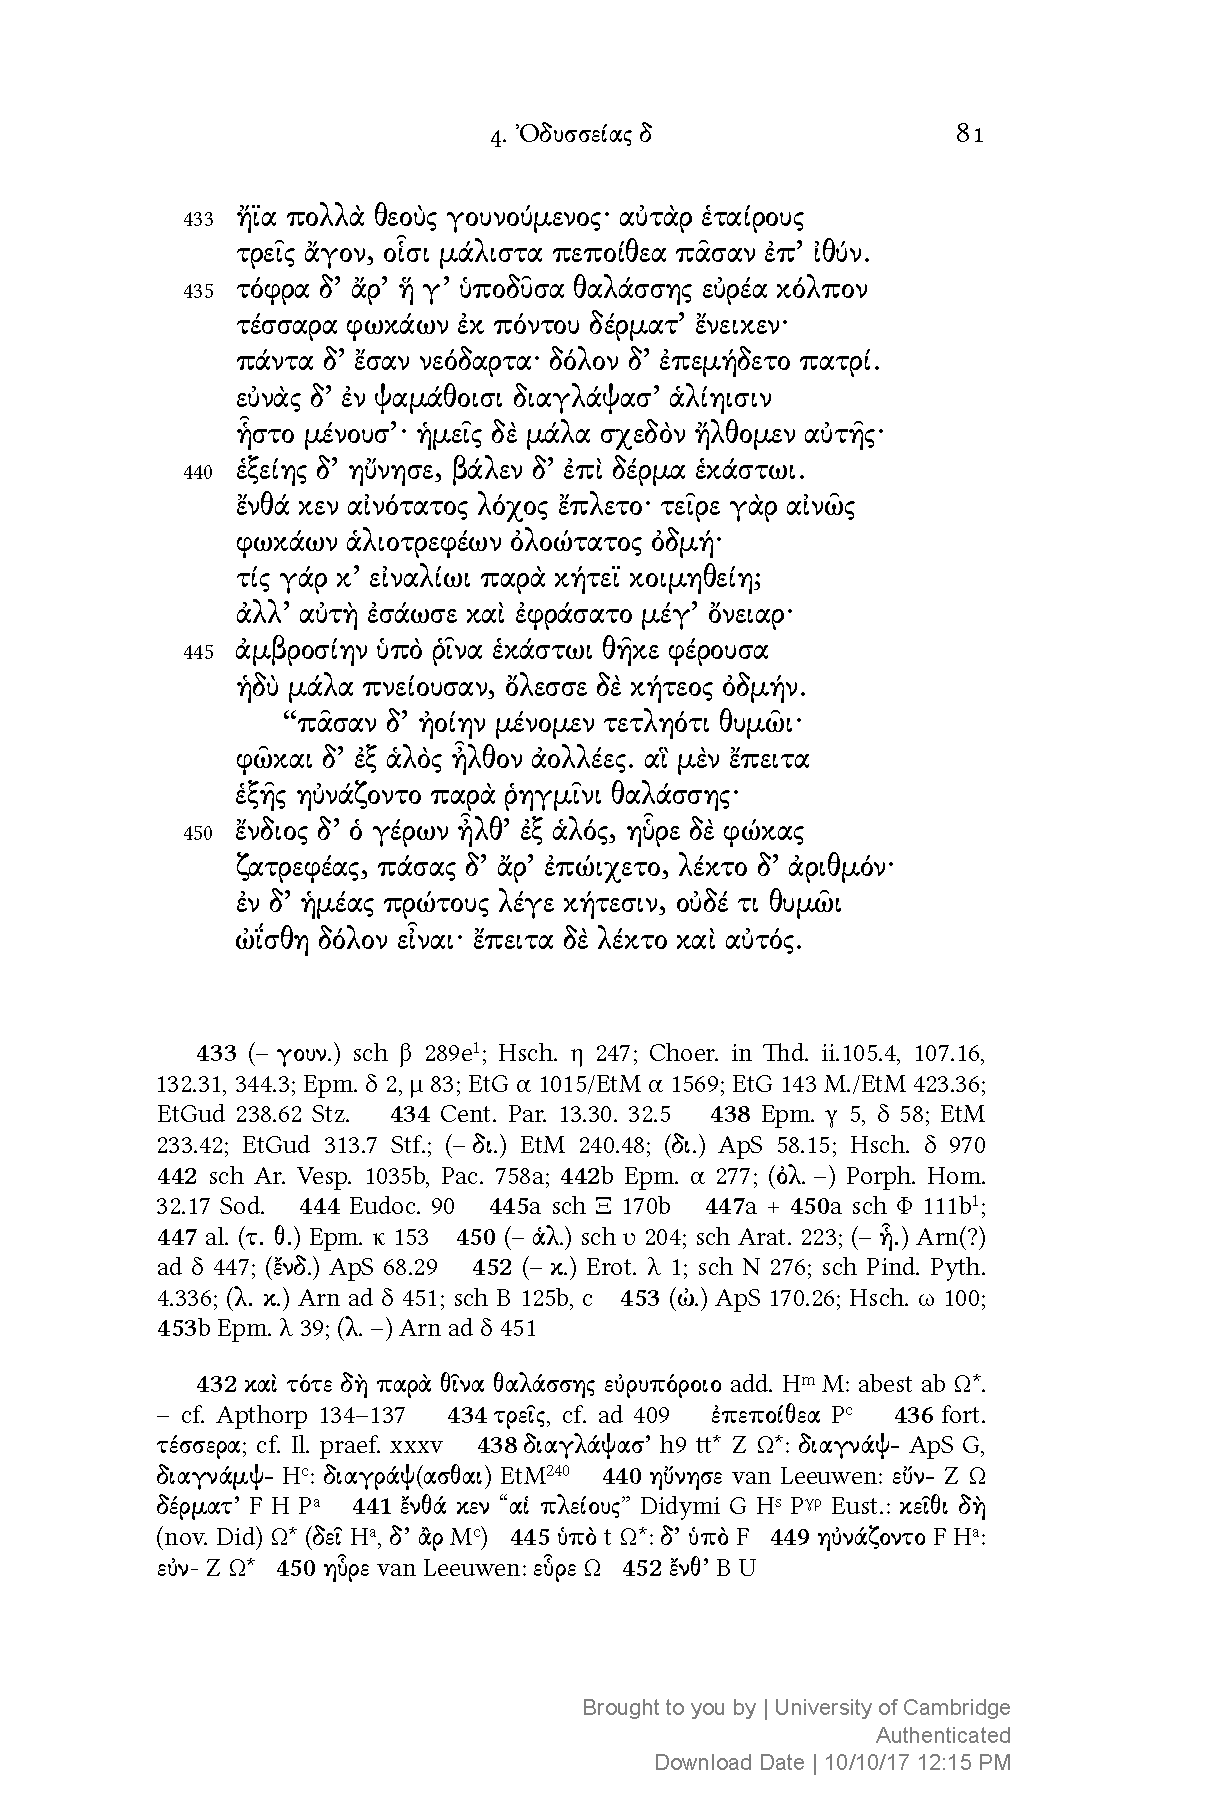 4. Ὀδυσσείας δ 81
433 ἤϊα πολλὰ θεοὺς γουνούμενος· αὐτὰρ ἑταίρους
τρεῖς ἄγον, οἷσι μάλιστα πεποίθεα πᾶσαν ἐπ’ ἰθύν.
435 τόφρα δ’ ἄρ’ ἥ γ’ ὑποδῦσα θαλάσσης εὐρέα κόλπον
τέσσαρα φωκάων ἐκ πόντου δέρματ’ ἔνεικεν·
πάντα δ’ ἔσαν νεόδαρτα· δόλον δ’ ἐπεμήδετο πατρί.
εὐνὰς δ’ ἐν ψαμάθοισι διαγλάψασ’ ἁλίηισιν
ἧστο μένουσ’· ἡμεῖς δὲ μάλα σχεδὸν ἤλθομεν αὐτῆς·
440 ἑξείης δ’ ηὔνησε, βάλεν δ’ ἐπὶ δέρμα ἑκάστωι.
ἔνθά κεν αἰνότατος λόχος ἔπλετο· τεῖρε γὰρ αἰνῶς
φωκάων ἁλιοτρεφέων ὀλοώτατος ὀδμή·
τίς γάρ κ’ εἰναλίωι παρὰ κήτεϊ κοιμηθείη;
ἀλλ’ αὐτὴ ἐσάωσε καὶ ἐφράσατο μέγ’ ὄνειαρ·
445 ἀμβροσίην ὑπὸ ῥῖνα ἑκάστωι θῆκε φέρουσα
ἡδὺ μάλα πνείουσαν, ὄλεσσε δὲ κήτεος ὀδμήν.
“πᾶσαν δ’ ἠοίην μένομεν τετληότι θυμῶι·
φῶκαι δ’ ἐξ ἁλὸς ἦλθον ἀολλέες. αἳ μὲν ἔπειτα
ἑξῆς ηὐνάζοντο παρὰ ῥηγμῖνι θαλάσσης·
450 ἔνδιος δ’ ὁ γέρων ἦλθ’ ἐξ ἁλός, ηὗρε δὲ φώκας
ζατρεφέας, πάσας δ’ ἄρ’ ἐπώιχετο, λέκτο δ’ ἀριθμόν·
ἐν δ’ ἡμέας πρώτους λέγε κήτεσιν, οὐδέ τι θυμῶι
ὠΐσθη δόλον εἶναι· ἔπειτα δὲ λέκτο καὶ αὐτός.
433 (– γουν.) sch β 289e¹; Hsch. η 247; Choer. in Thd. ii.105.4, 107.16,
132.31, 344.3; Epm. δ 2, μ 83; EtG α 1015/EtM α 1569; EtG 143 M./EtM 423.36;
EtGud 238.62 Stz. 434 Cent. Par. 13.30. 32.5 438 Epm. γ 5, δ 58; EtM
233.42; EtGud 313.7 Stf.; (– δι.) EtM 240.48; (δι.) ApS 58.15; Hsch. δ 970
442 sch Ar. Vesp. 1035b, Pac. 758a; 442b Epm. α 277; (ὀλ. –) Porph. Hom.
32.17 Sod. 444 Eudoc. 90 445a sch Ξ 170b 447a + 450a sch Φ 111b¹;
447 al. (τ. θ.) Epm. κ 153 450 (– ἁλ.) sch υ 204; sch Arat. 223; (– ἦ.) Arn(?)
ad δ 447; (ἔνδ.) ApS 68.29 452 (– κ.) Erot. λ 1; sch Ν 276; sch Pind. Pyth.
4.336; (λ. κ.) Arn ad δ 451; sch Β 125b, c 453 (ὠ.) ApS 170.26; Hsch. ω 100;
453b Epm. λ 39; (λ. –) Arn ad δ 451
432 καὶ τότε δὴ παρὰ θῖνα θαλάσσης εὐρυπόροιο add. Hᵐ M: abest ab Ω*.
– cf. Apthorp 134–137 434 τρεῖς, cf. ad 409 ἐπεποίθεα Pᶜ 436 fort.
τέσσερα; cf. Il. praef. xxxv 438 διαγλάψασ’ h9 tt* Z Ω*: διαγνάψ- ApS G,
διαγνάμψ- Hᶜ: διαγράψ(ασθαι) EtM²⁴⁰ 440 ηὔνησε van Leeuwen: εὔν- Z Ω
δέρματ’ F H Pᵃ 441 ἔνθά κεν “αἱ πλείους” Didymi G Hˢ Pᵞᵖ Eust.: κεῖθι δὴ
(nov. Did) Ω* (δεῖ Hᵃ, δ’ ἂρ Mᶜ) 445 ὑπὸ t Ω*: δ’ ὑπὸ F 449 ηὐνάζοντο F Hᵃ:
εὐν- Z Ω* 450 ηὗρε van Leeuwen: εὗρε Ω 452 ἔνθ’ B U
Brought to you by | University of Cambridge
Authenticated
Download Date | 10/10/17 12:15 PM